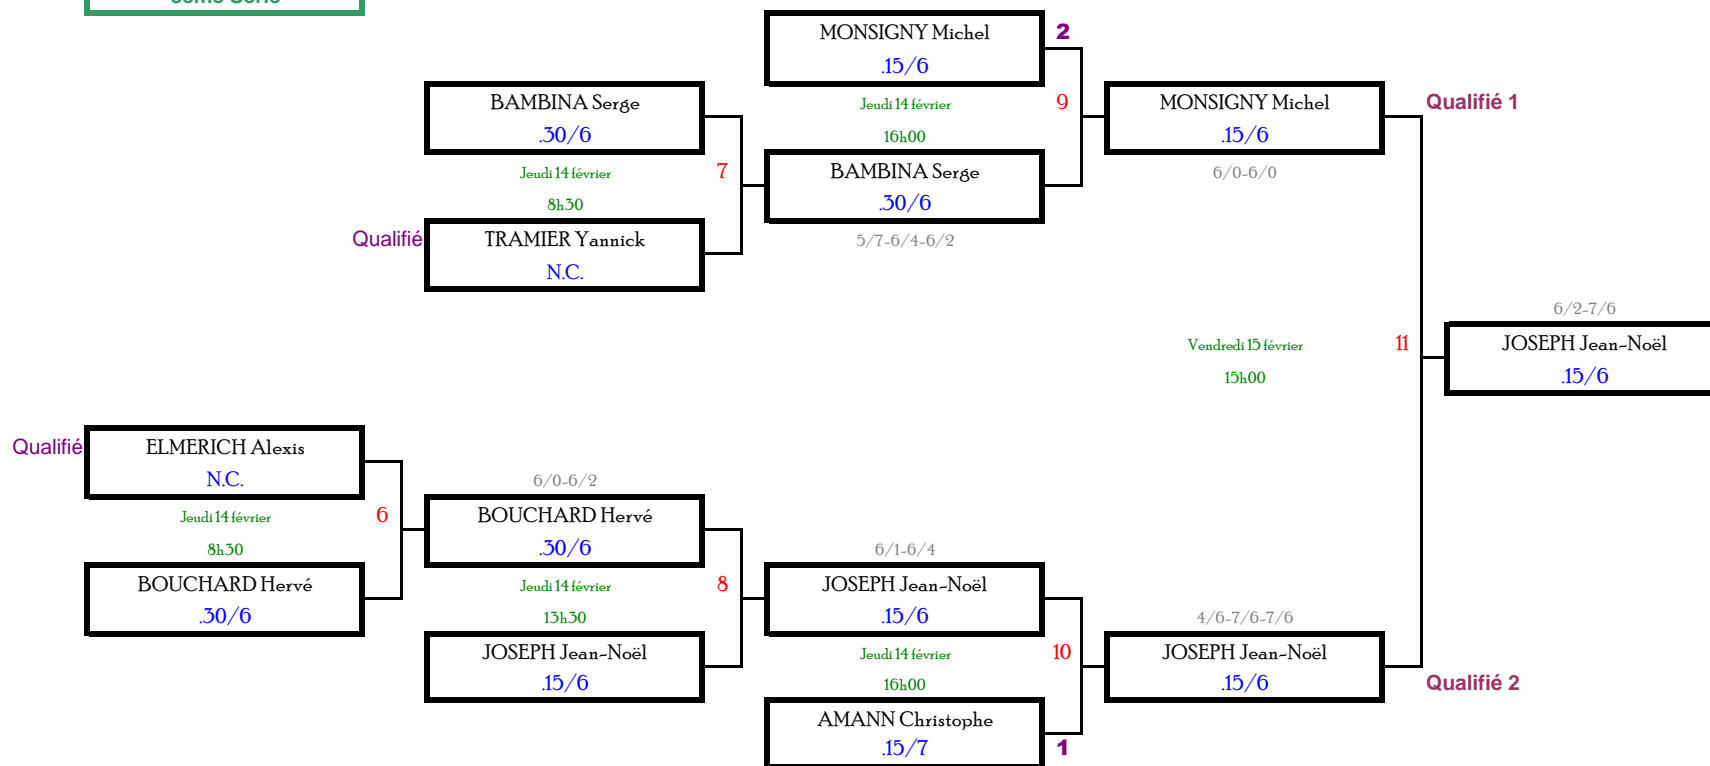 MONSIGNY Michel
2
.15/6
BAMBINA Serge
.30/6
Jeudi 14 février
16h00
9
MONSIGNY Michel
.15/6
Qualifié 1
Jeudi 14 février
8h30
7
BAMBINA Serge
.30/6
6/0-6/0
Qualifié
TRAMIER Yannick
N.C.
5/7-6/4-6/2
6/2-7/6
Vendredi 15 février
15h00
11
JOSEPH Jean-Noël
.15/6
Qualifié
ELMERICH Alexis
N.C.
6/0-6/2
Jeudi 14 février
8h30
6
BOUCHARD Hervé
.30/6
6/1-6/4
BOUCHARD Hervé
.30/6
Jeudi 14 février
13h30
8
JOSEPH Jean-Noël
.15/6
4/6-7/6-7/6
JOSEPH Jean-Noël
.15/6
Jeudi 14 février
16h00
10
JOSEPH Jean-Noël
.15/6
Qualifié 2
AMANN Christophe
.15/7
1